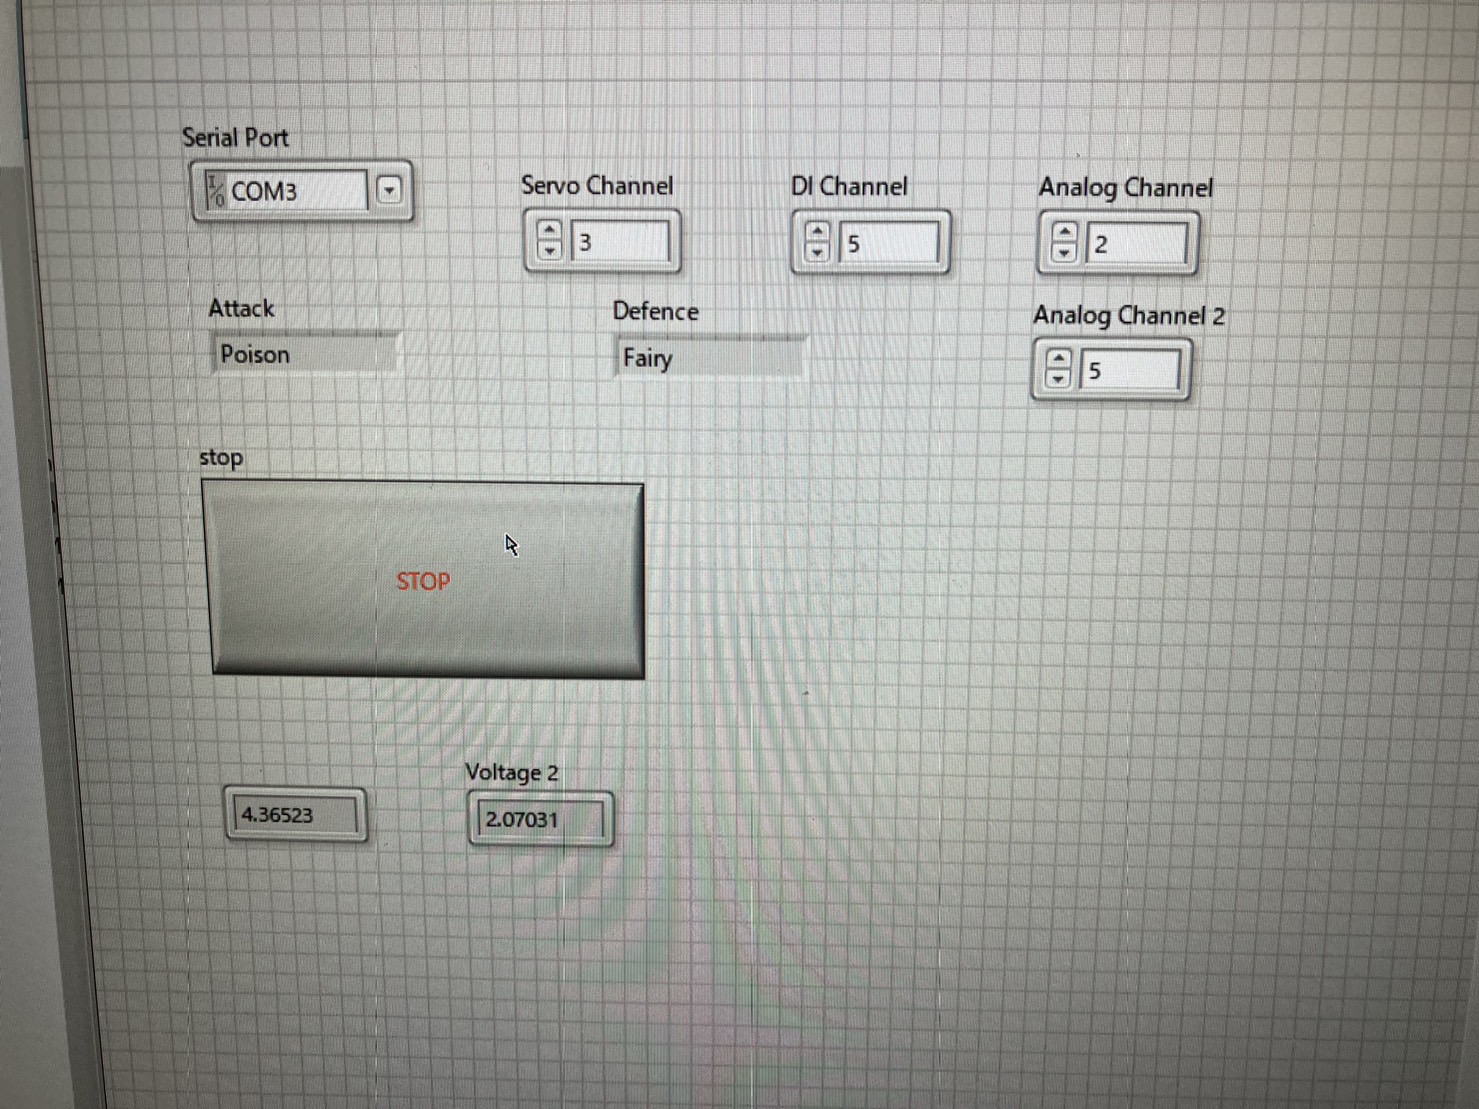 Serial Port
COM3
Servo Channel
3
DI Channel
5
Analog Channel
2
Attack
Poison
Defence
Fairy
Analog Channel 2
5
stop
STOP
4.36523
Voltage 2
2.07031